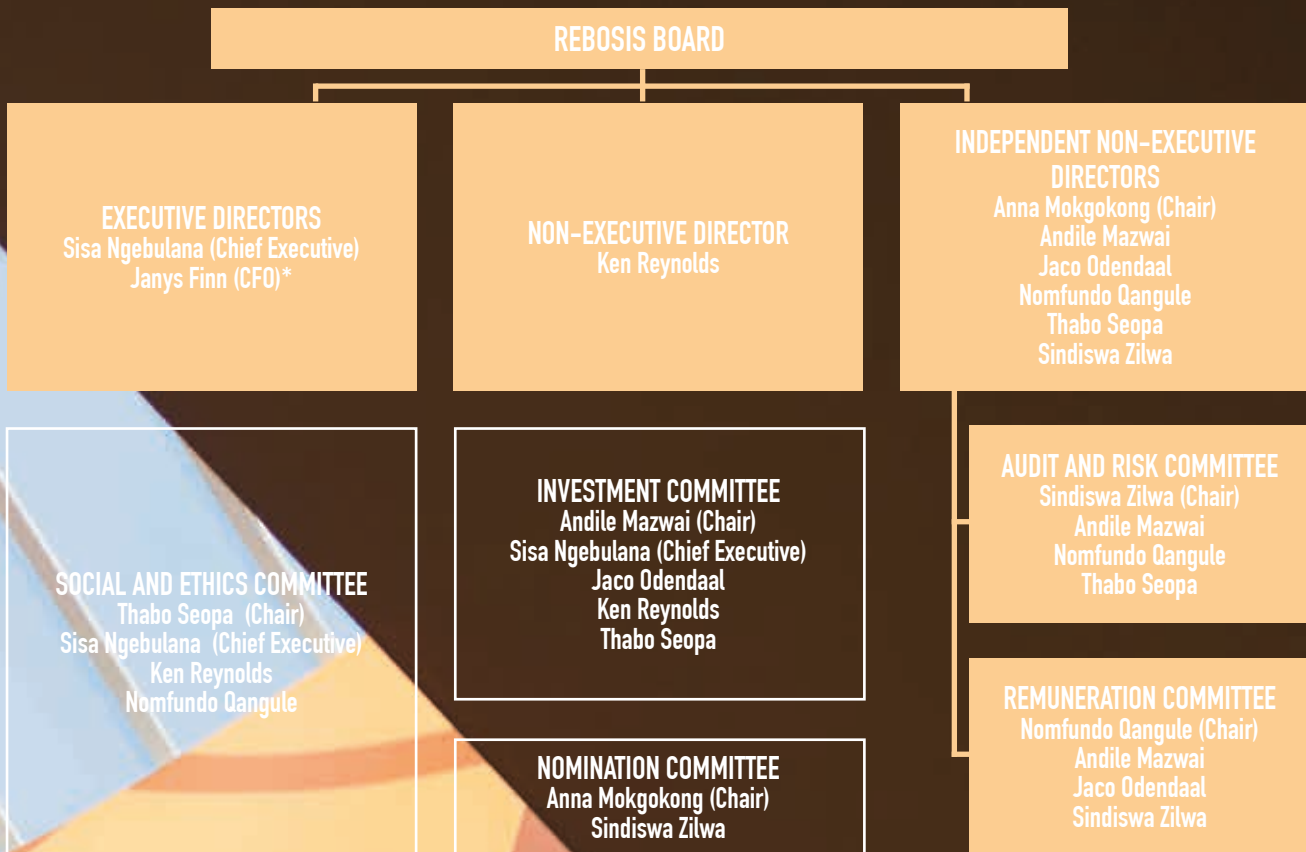 REBOSIS BOARD
EXECUTIVE DIRECTORS
Sisa Ngebulana (Chief Executive)
Janys Finn (CFO)*
NON-EXECUTIVE DIRECTOR
Ken Reynolds
INDEPENDENT NON-EXECUTIVE
DIRECTORS
Anna Mokgokong (Chair)
Andile Mazwai
Jaco Odendaal
Nomfundo Qangule
Thabo Seopa
Sindiswa Zilwa
SOCIAL AND ETHICS COMMITTEE
Thabo Seopa (Chair)
Sisa Ngebulana (Chief Executive)
Ken Reynolds
Nomfundo Qangule
INVESTMENT COMMITTEE
Andile Mazwai (Chair)
Sisa Ngebulana (Chief Executive)
Jaco Odendaal
Ken Reynolds
Thabo Seopa
NOMINATION COMMITTEE
Anna Mokgokong (Chair)
Sindiswa Zilwa
AUDIT AND RISK COMMITTEE
Sindiswa Zilwa (Chair)
Andile Mazwai
Nomfundo Qangule
Thabo Seopa
REMUNERATION COMMITTEE
Nomfundo Qangule (Chair)
Andile Mazwai
Jaco Odendaal
Sindiswa Zilwa